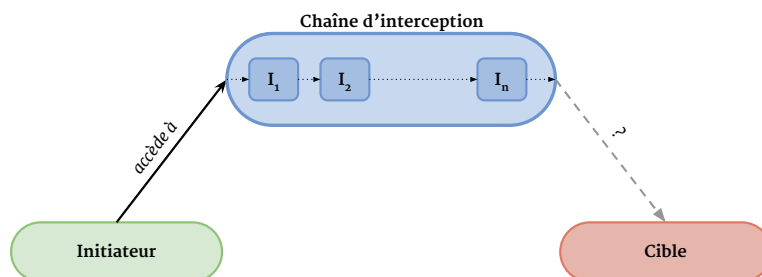 Chaîne d’interception
I₁ I₂ Iₙ
accède à
?
Initiateur
Cible